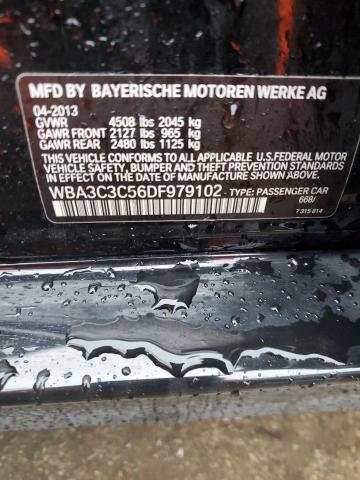 MFD BY BAYERISCHE MOTOREN WERKE AG
04-2013
GVWR 4508 lbs 2045 kg
GAWR FRONT 2127 lbs 965 kg
GAWR REAR 2480 lbs 1125 kg
THIS VEHICLE CONFORMS TO ALL APPLICABLE U.S.FEDERAL MOTOR
VEHICLE SAFETY, BUMPER, AND THEFT PREVENTION STANDARDS
IN EFFECT ON THE DATE OF MANUFACTURE SHOWN ABOVE.
WBA3C3C56DF979102 TYPE: PASSENGER CAR
668/
7 315 814